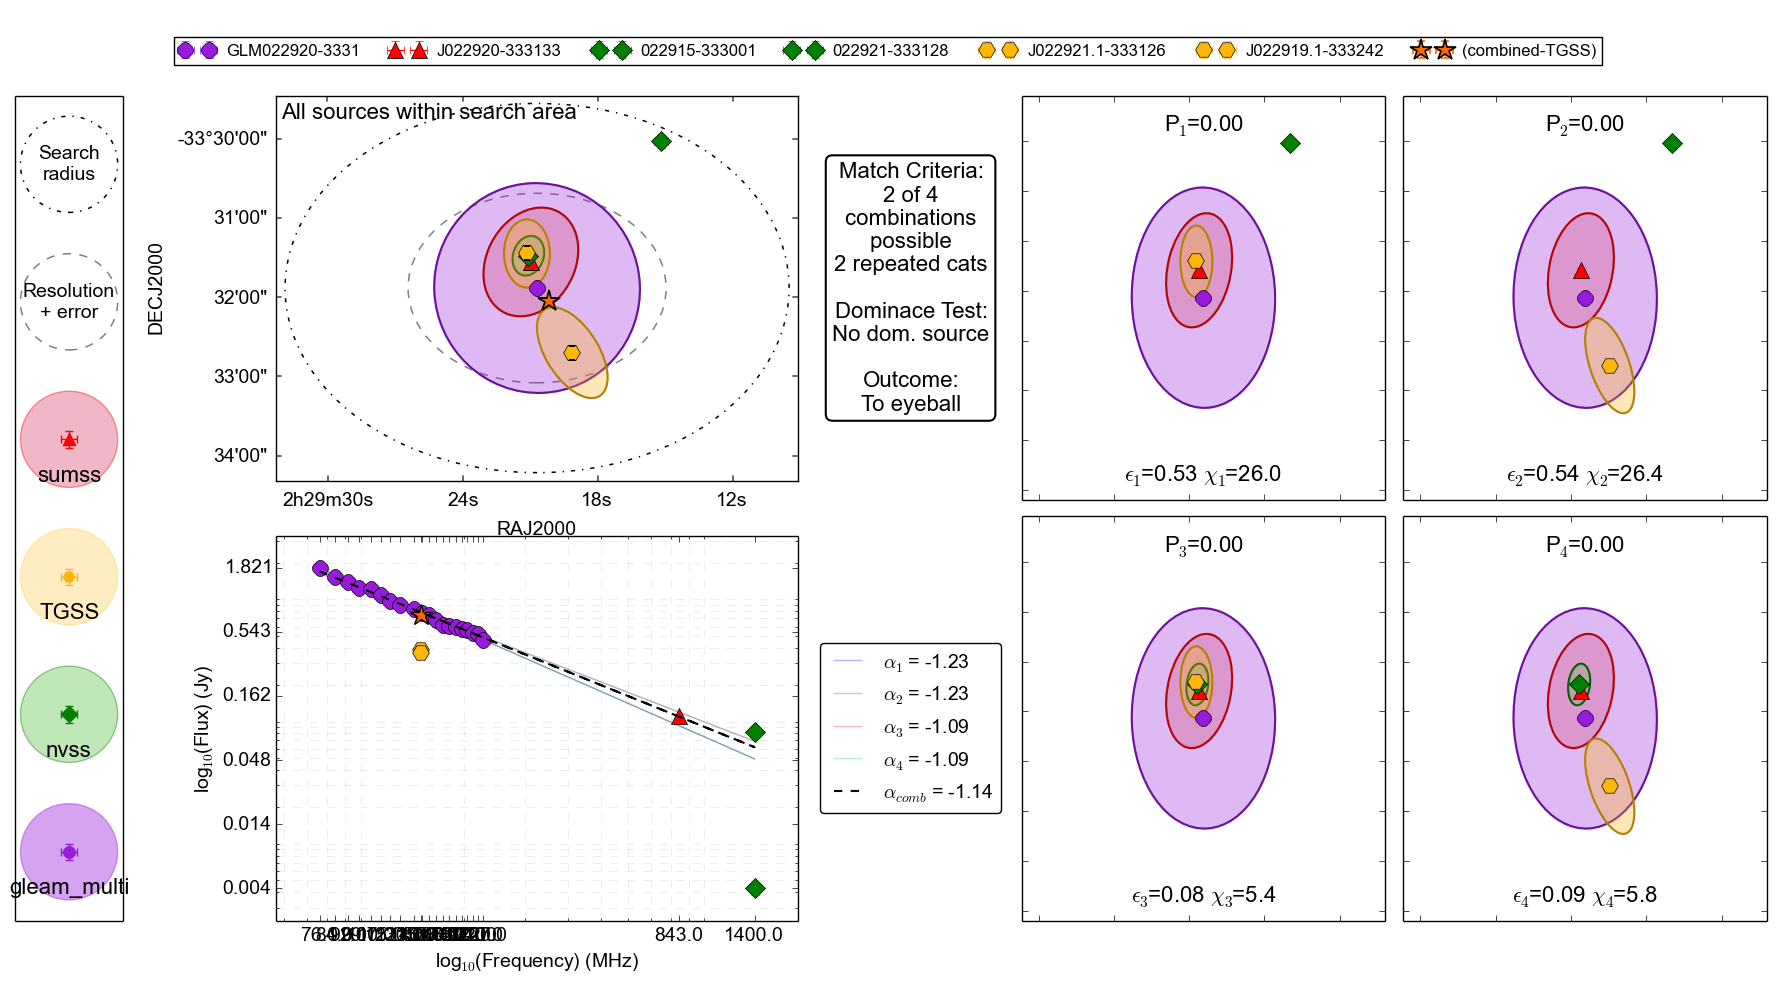 GLM022920-3331 J022920-333133 022915-333001 022921-333128 J022921.1-333126 J022919.1-333242 (combined-TGSS)
Search
radius
Resolution
+ error
sumss
TGSS
nvss
gleam_multi
All sources within search area
-33°30'00"
31'00"
32'00"
33'00"
34'00"
DECJ2000
2h29m30s 24s 18s 12s
RAJ2000
Match Criteria:
2 of 4
combinations
possible
2 repeated cats
Dominace Test:
No dom. source
Outcome:
To eyeball
P1=0.00
ϵ1=0.53 χ1=26.0
P2=0.00
ϵ2=0.54 χ2=26.4
1.821
0.543
0.162
0.048
0.014
0.004
log10(Flux) (Jy)
843.0 1400.0
log10(Frequency) (MHz)
α1 = -1.23
α2 = -1.23
α3 = -1.09
α4 = -1.09
αcomb = -1.14
P3=0.00
ϵ3=0.08 χ3=5.4
P4=0.00
ϵ4=0.09 χ4=5.8